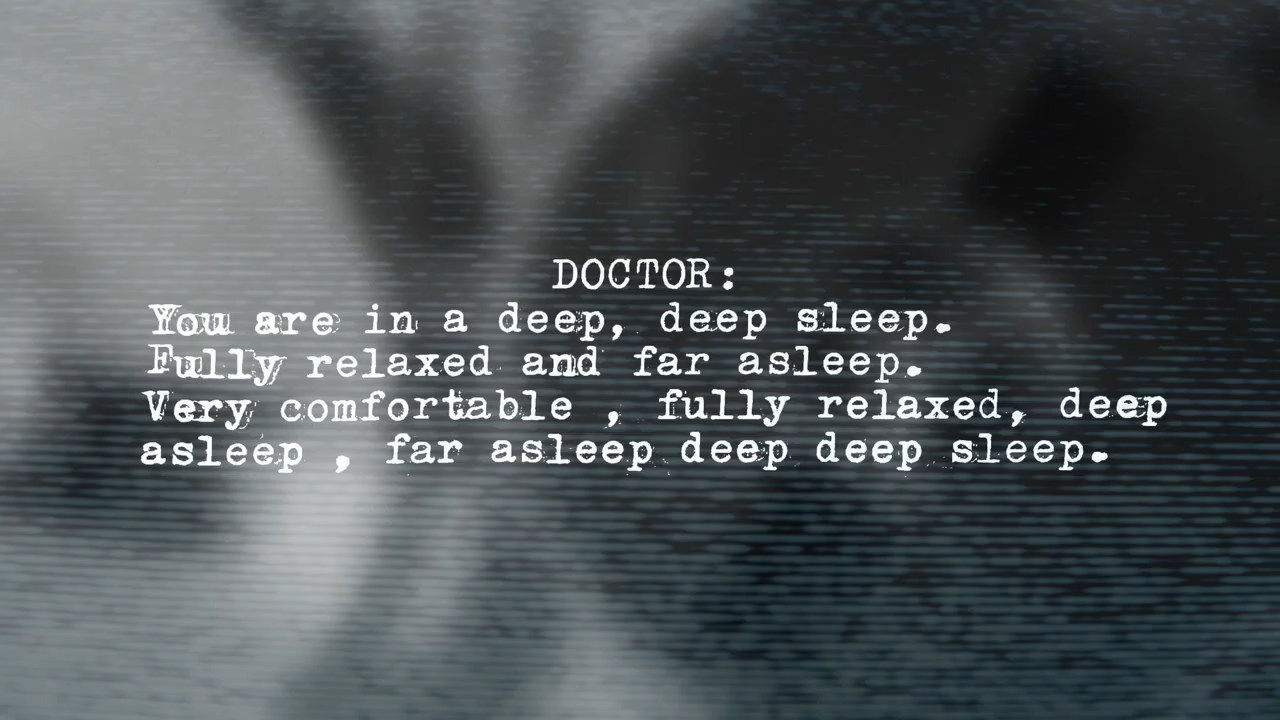 DOCTOR:
You are in a deep, deep sleep.
Fully relaxed and far asleep.
Very comfortable , fully relaxed, deep
asleep , far asleep deep deep sleep.